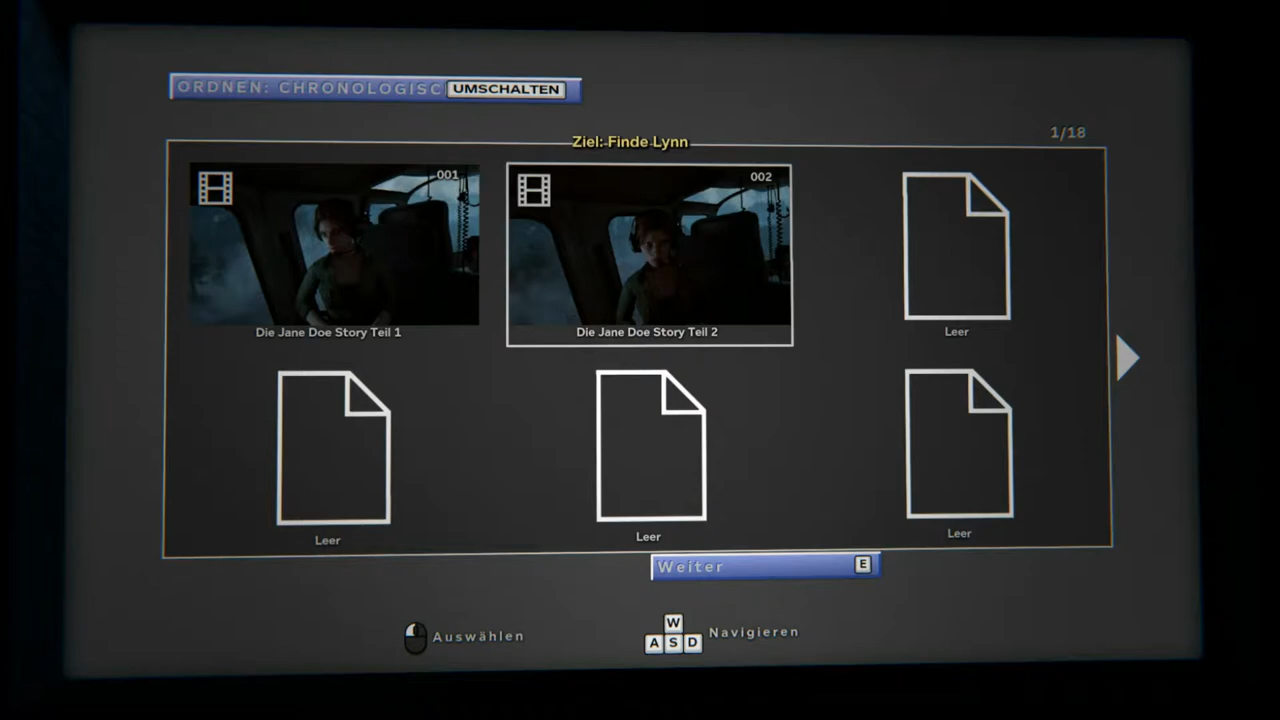 ORDNEN: CHRONOLOGISC UMSCHALTEN
1/18
Ziel: Finde Lynn
001
002
Die Jane Doe Story Teil 1
Die Jane Doe Story Teil 2
Leer
Leer
Leer
Leer
Weiter E
Auswählen
W
A S D
Navigieren